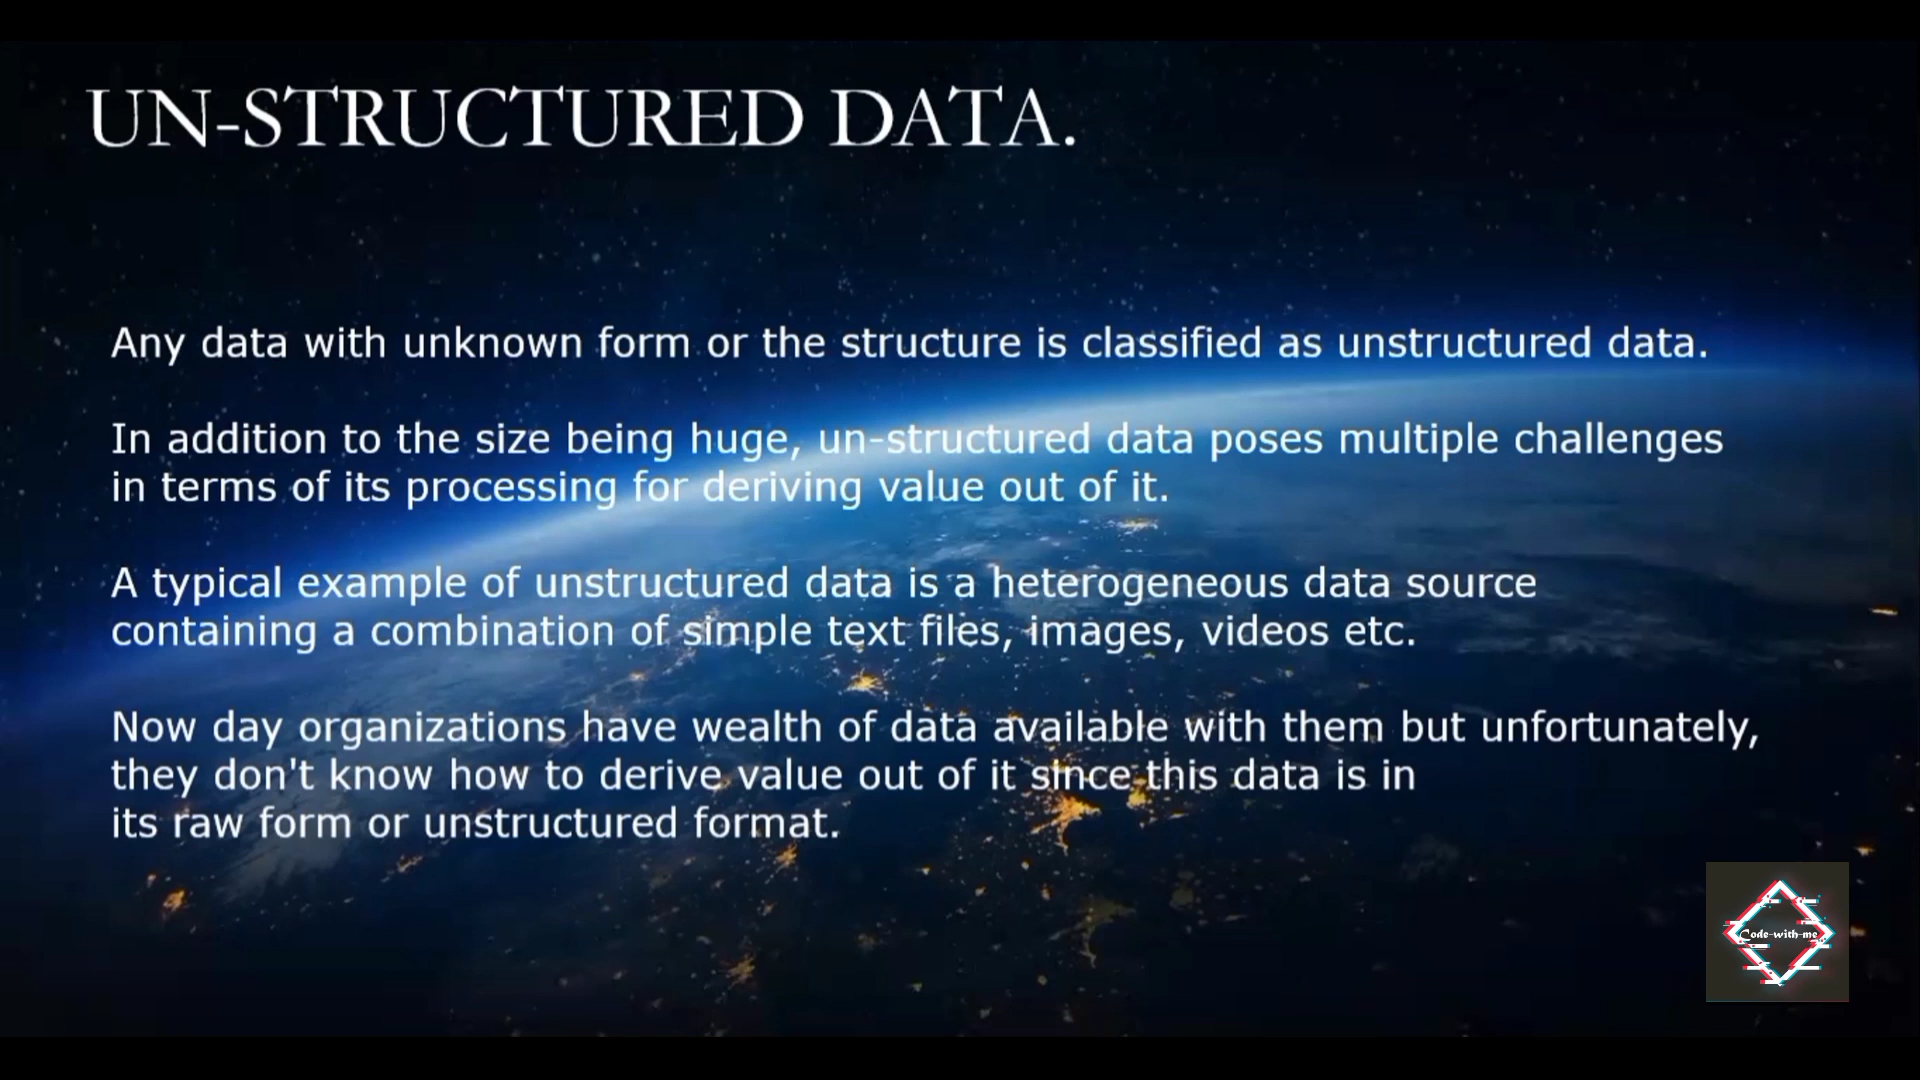 UN-STRUCTURED DATA.
Any data with unknown form or the structure is classified as unstructured data.
In addition to the size being huge, un-structured data poses multiple challenges
in terms of its processing for deriving value out of it.
A typical example of unstructured data is a heterogeneous data source
containing a combination of simple text files, images, videos etc.
Now day organizations have wealth of data available with them but unfortunately,
they don't know how to derive value out of it since this data is in
its raw form or unstructured format.
Code-with-me